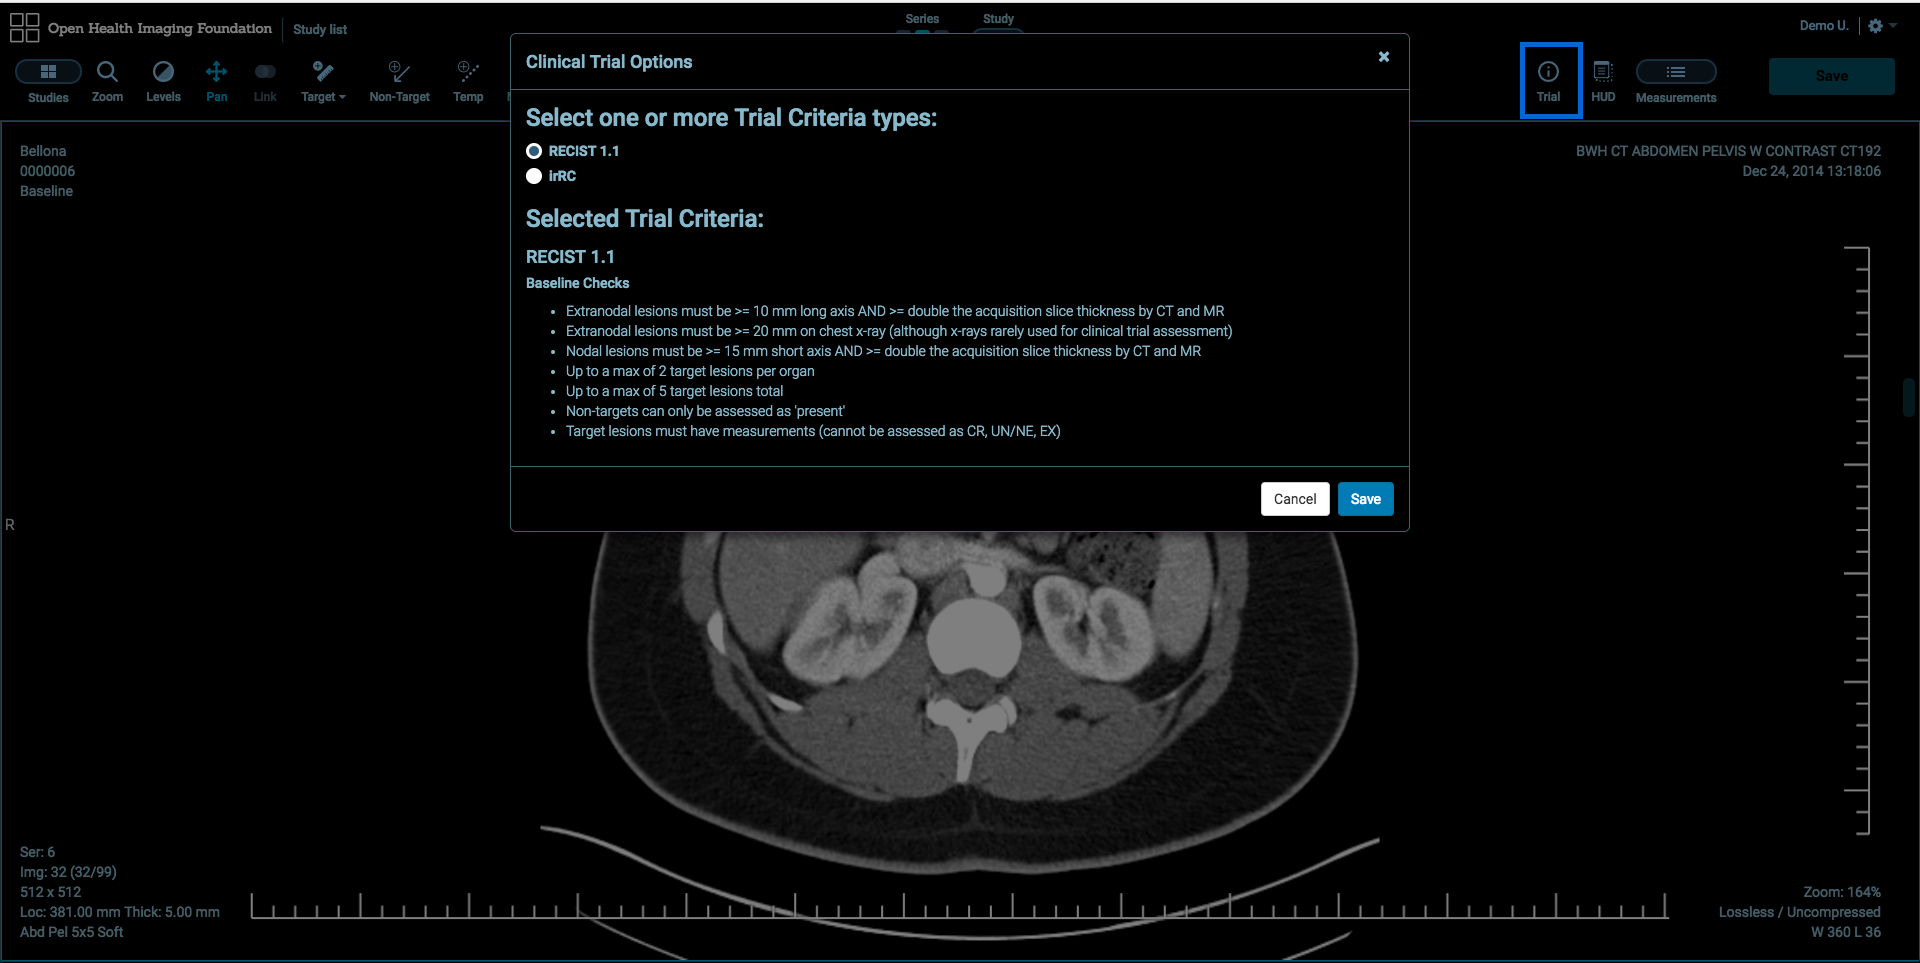 Open Health Imaging Foundation
Study list
Series
Study
Demo U.
Studies
Zoom
Levels
Pan
Link
Target
Non-Target
Temp
Trial
HUD
Measurements
Save
Clinical Trial Options
Select one or more Trial Criteria types:
RECIST 1.1
irRC
Selected Trial Criteria:
RECIST 1.1
Baseline Checks
Extranodal lesions must be >= 10 mm long axis AND >= double the acquisition slice thickness by CT and MR
Extranodal lesions must be >= 20 mm on chest x-ray (although x-rays rarely used for clinical trial assessment)
Nodal lesions must be >= 15 mm short axis AND >= double the acquisition slice thickness by CT and MR
Up to a max of 2 target lesions per organ
Up to a max of 5 target lesions total
Non-targets can only be assessed as 'present'
Target lesions must have measurements (cannot be assessed as CR, UN/NE, EX)
Cancel
Save
Bellona
0000006
Baseline
BWH CT ABDOMEN PELVIS W CONTRAST CT192
Dec 24, 2014 13:18:06
R
Ser: 6
Img: 32 (32/99)
512 x 512
Loc: 381.00 mm Thick: 5.00 mm
Abd Pel 5x5 Soft
Zoom: 164%
Lossless / Uncompressed
W 360 L 36